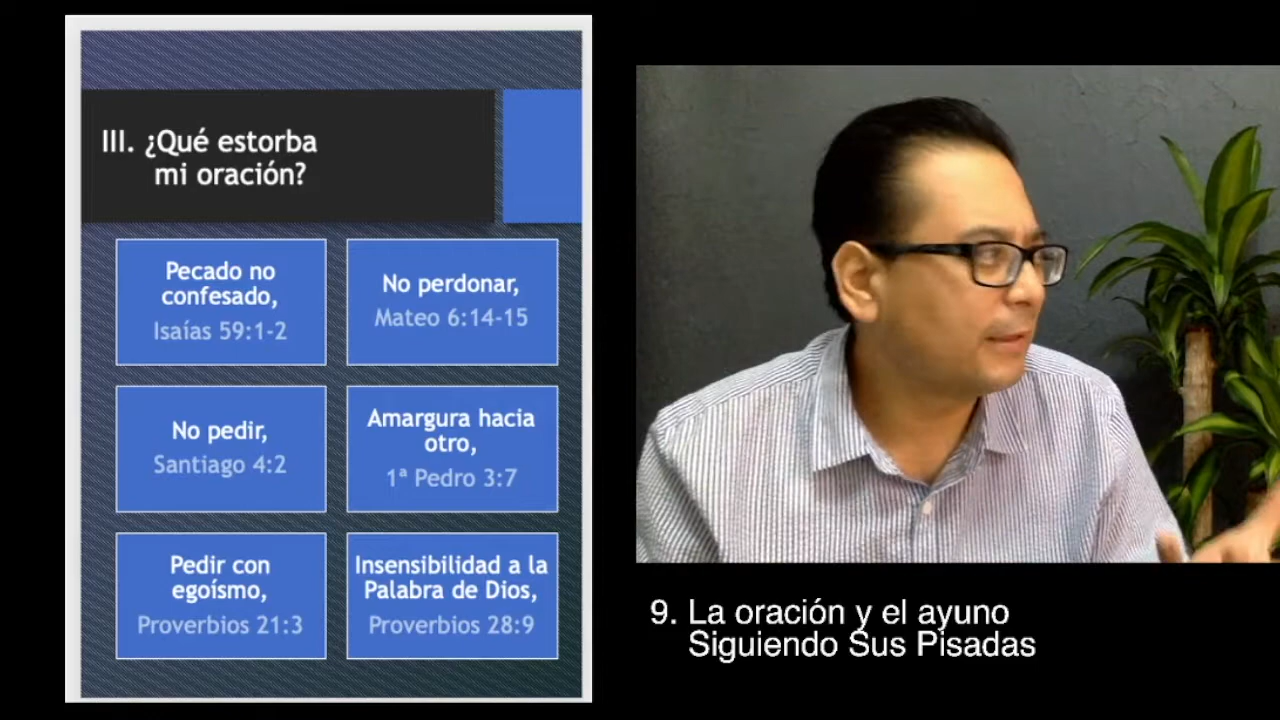 III. ¿Qué estorba
mi oración?
Pecado no
confesado,
Isaías 59:1-2
No perdonar,
Mateo 6:14-15
No pedir,
Santiago 4:2
Amargura hacia
otro,
1ª Pedro 3:7
Pedir con
egoísmo,
Proverbios 21:3
Insensibilidad a la
Palabra de Dios,
Proverbios 28:9
9. La oración y el ayuno
Siguiendo Sus Pisadas